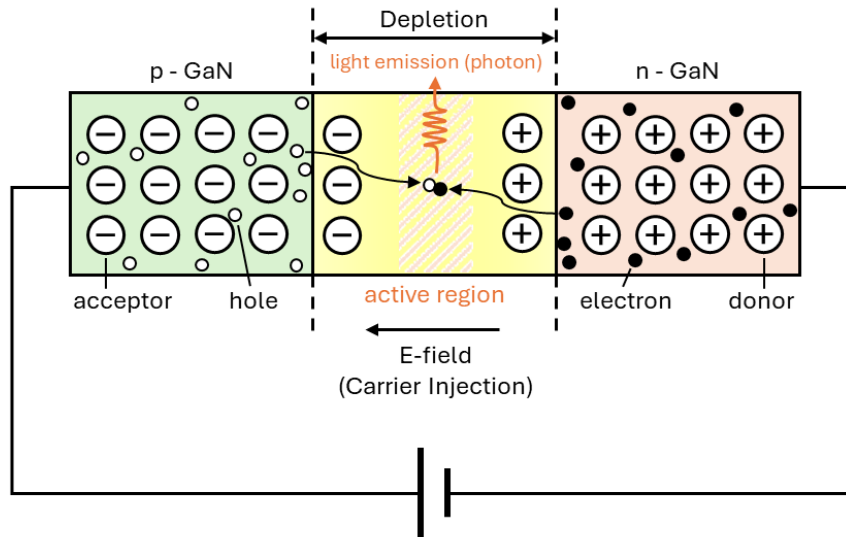 Depletion
light emission (photon)
p - GaN
n - GaN
acceptor
hole
active region
electron
donor
E-field
(Carrier Injection)